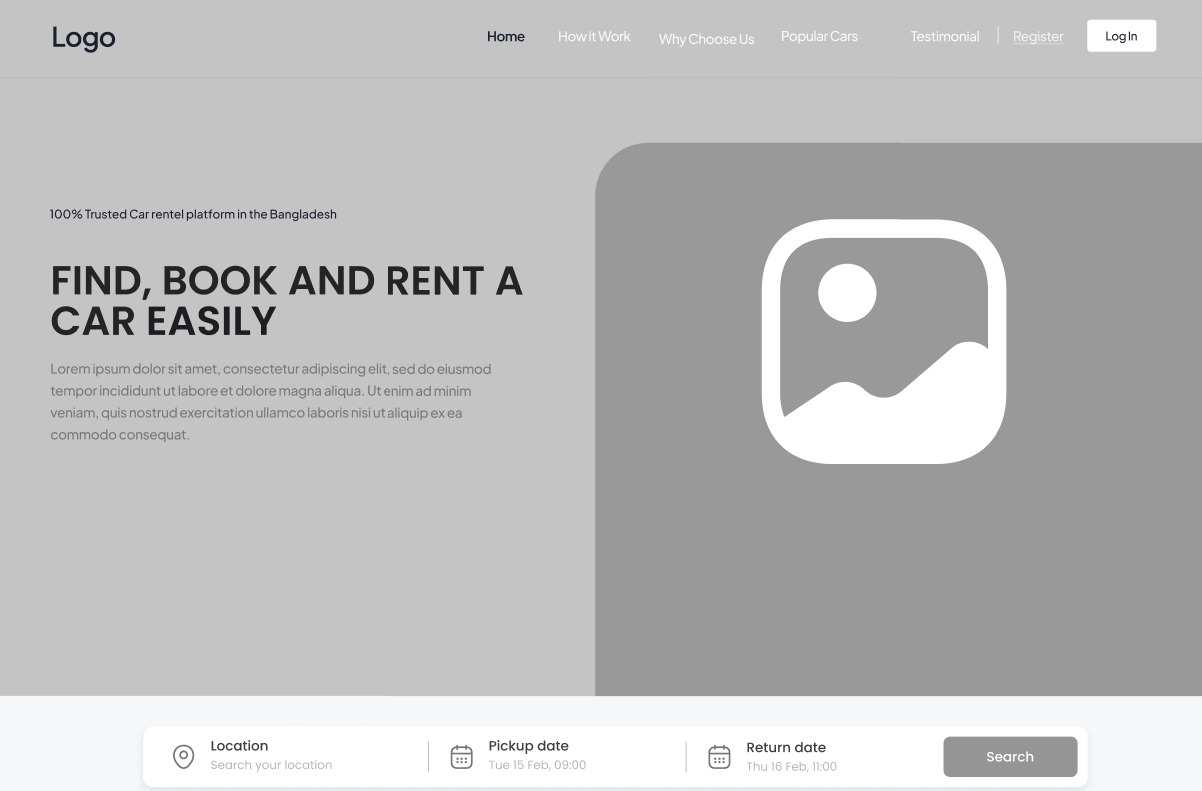 Logo
Home
How it Work
Why Choose Us
Popular Cars
Testimonial
Register
Log In
100% Trusted Car rentel platform in the Bangladesh
FIND, BOOK AND RENT A
CAR EASILY
Lorem ipsum dolor sit amet, consectetur adipiscing elit, sed do eiusmod
tempor incididunt ut labore et dolore magna aliqua. Ut enim ad minim
veniam, quis nostrud exercitation ullamco laboris nisi ut aliquip ex ea
commodo consequat.
Location
Search your location
Pickup date
Tue 15 Feb, 09:00
Return date
Thu 16 Feb, 11:00
Search